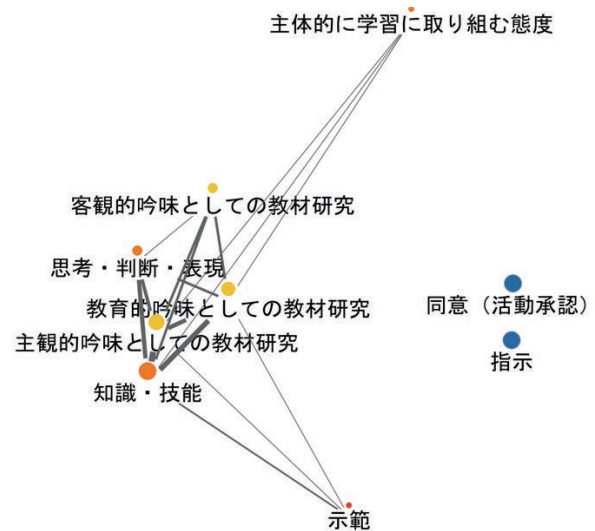 主体的に学習に取り組む態度
客観的吟味としての教材研究
思考・判断・表現
教育的吟味としての教材研究
同意（活動承認）
主観的吟味としての教材研究
指示
知識・技能
示範